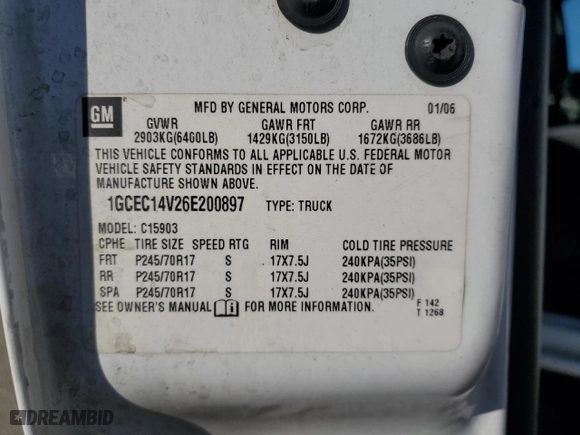 GM
MFD BY GENERAL MOTORS CORP. 01/06
GVWR GAWR FRT GAWR RR
2903KG(6400LB) 1429KG(3150LB) 1672KG(3686LB)
THIS VEHICLE CONFORMS TO ALL APPLICABLE U.S. FEDERAL MOTOR
VEHICLE SAFETY STANDARDS IN EFFECT ON THE DATE OF
MANUFACTURE SHOWN ABOVE.
1GCEC14V26E200897 TYPE: TRUCK
MODEL: C15903
CPHE TIRE SIZE SPEED RTG RIM COLD TIRE PRESSURE
FRT P245/70R17 S 17X7.5J 240KPA(35PSI)
RR P245/70R17 S 17X7.5J 240KPA(35PSI)
SPA P245/70R17 S 17X7.5J 240KPA(35PSI)
SEE OWNER'S MANUAL FOR MORE INFORMATION.
F 142
T 1268
DREAMBID